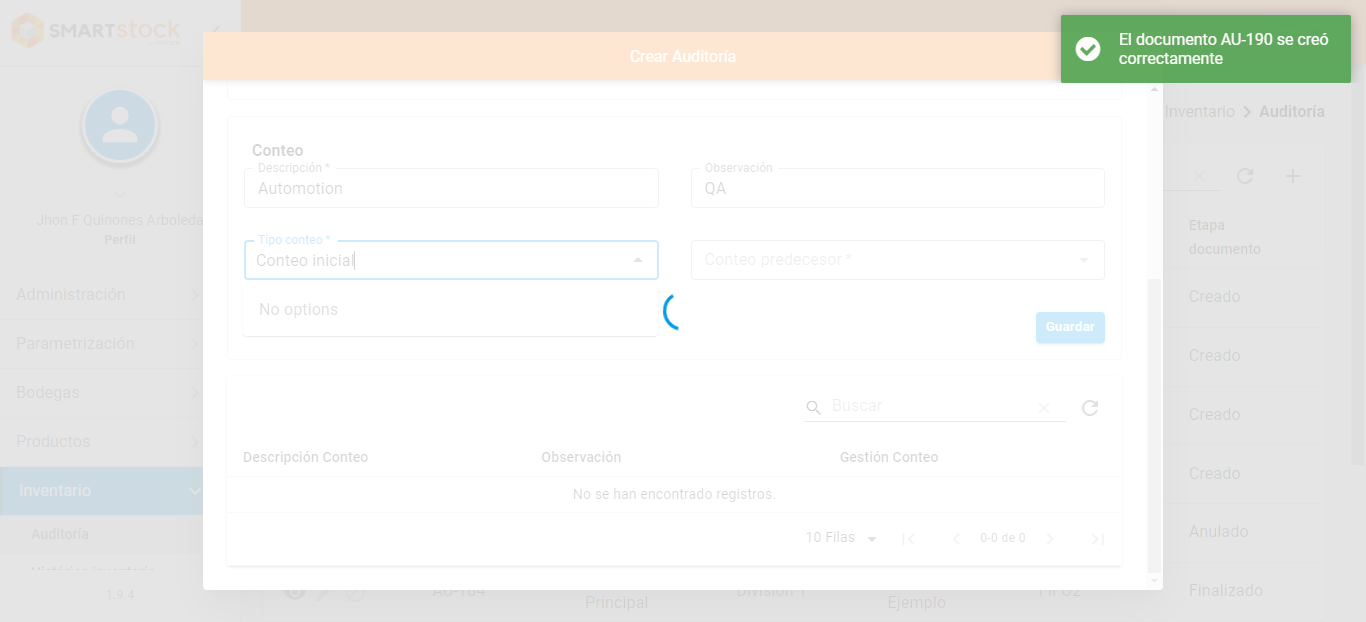 SMARTstock
Crear Auditoría
El documento AU-190 se creó
correctamente
Inventario > Auditoría
Conteo
Descripción *
Automotion
Observación
QA
Tipo conteo *
Conteo inicial
Conteo predecesor *
No options
Guardar
Buscar
Descripción Conteo
Observación
Gestión Conteo
No se han encontrado registros.
10 Filas
0-0 de 0
Jhon F Quinones Arboleda
Perfil
Administración
Parametrización
Bodegas
Productos
Inventario
Auditoría
Histórico inventario
1.9.4
Etapa
documento
Creado
Creado
Creado
Creado
Anulado
Finalizado
AU-184
Principal
División 1
Ejemplo